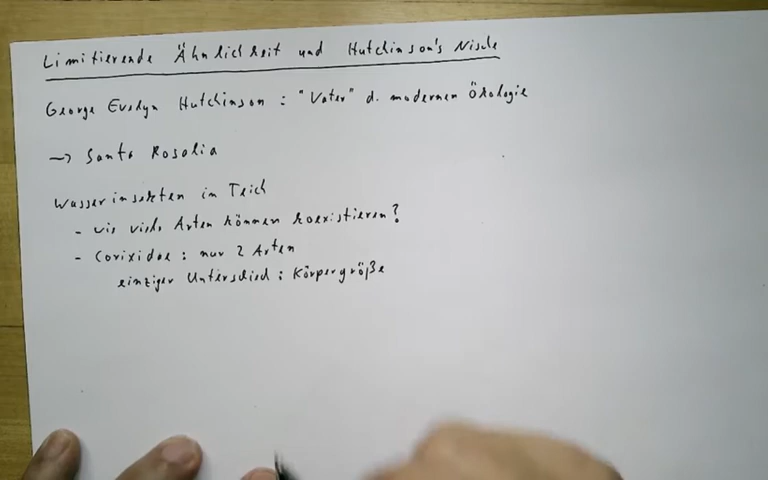 Limitierende Ähnlichkeit und Hutchinson's Nische
George Evelyn Hutchinson : "Vater" d. modernen Ökologie
→ Santa Rosalia
Wasserinsekten in Teich
- wie viele Arten können koexistieren?
- Corixidae : nur 2 Arten
einziger Unterschied : Körpergröße